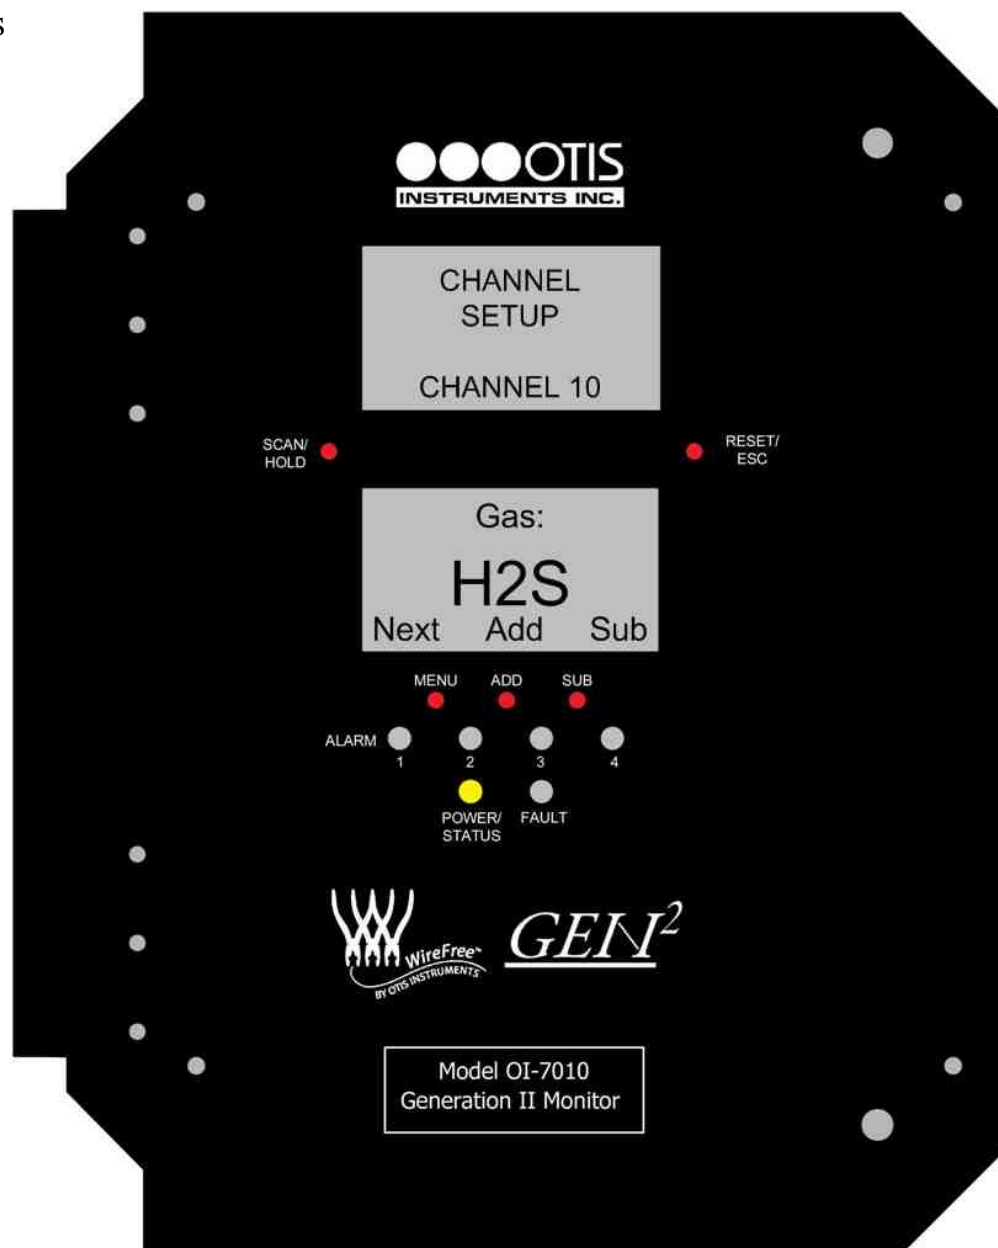 s
OTIS
INSTRUMENTS INC.
CHANNEL
SETUP
CHANNEL 10
SCAN/
HOLD
RESET/
ESC
Gas:
H2S
Next Add Sub
MENU ADD SUB
ALARM
1 2 3 4
POWER/
STATUS
FAULT
WireFree™
BY OTIS INSTRUMENTS
GEN²
Model OI-7010
Generation II Monitor